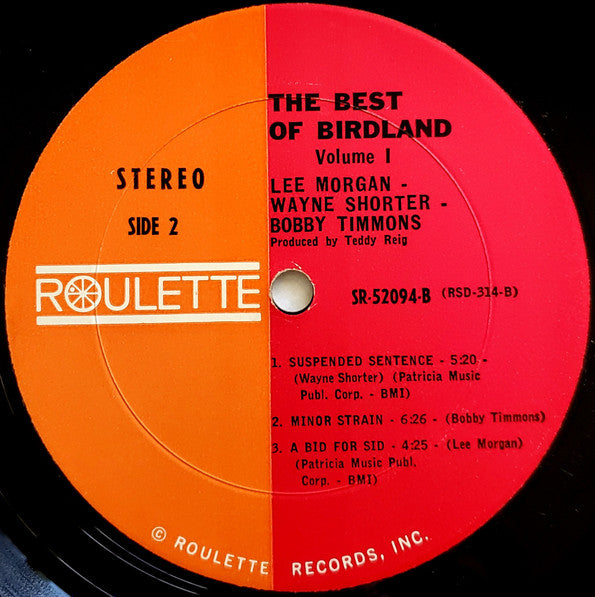 THE BEST
OF BIRDLAND
Volume I
STEREO
SIDE 2
LEE MORGAN -
WAYNE SHORTER -
BOBBY TIMMONS
Produced by Teddy Reig
ROULETTE
SR-52094-B (RSD-314-B)
1. SUSPENDED SENTENCE - 5:20 -
(Wayne Shorter) (Patricia Music
Publ. Corp. - BMI)
2. MINOR STRAIN - 6:26 - (Bobby Timmons)
3. A BID FOR SID - 4:25 - (Lee Morgan)
(Patricia Music Publ.
Corp. - BMI)
© ROULETTE RECORDS, INC.